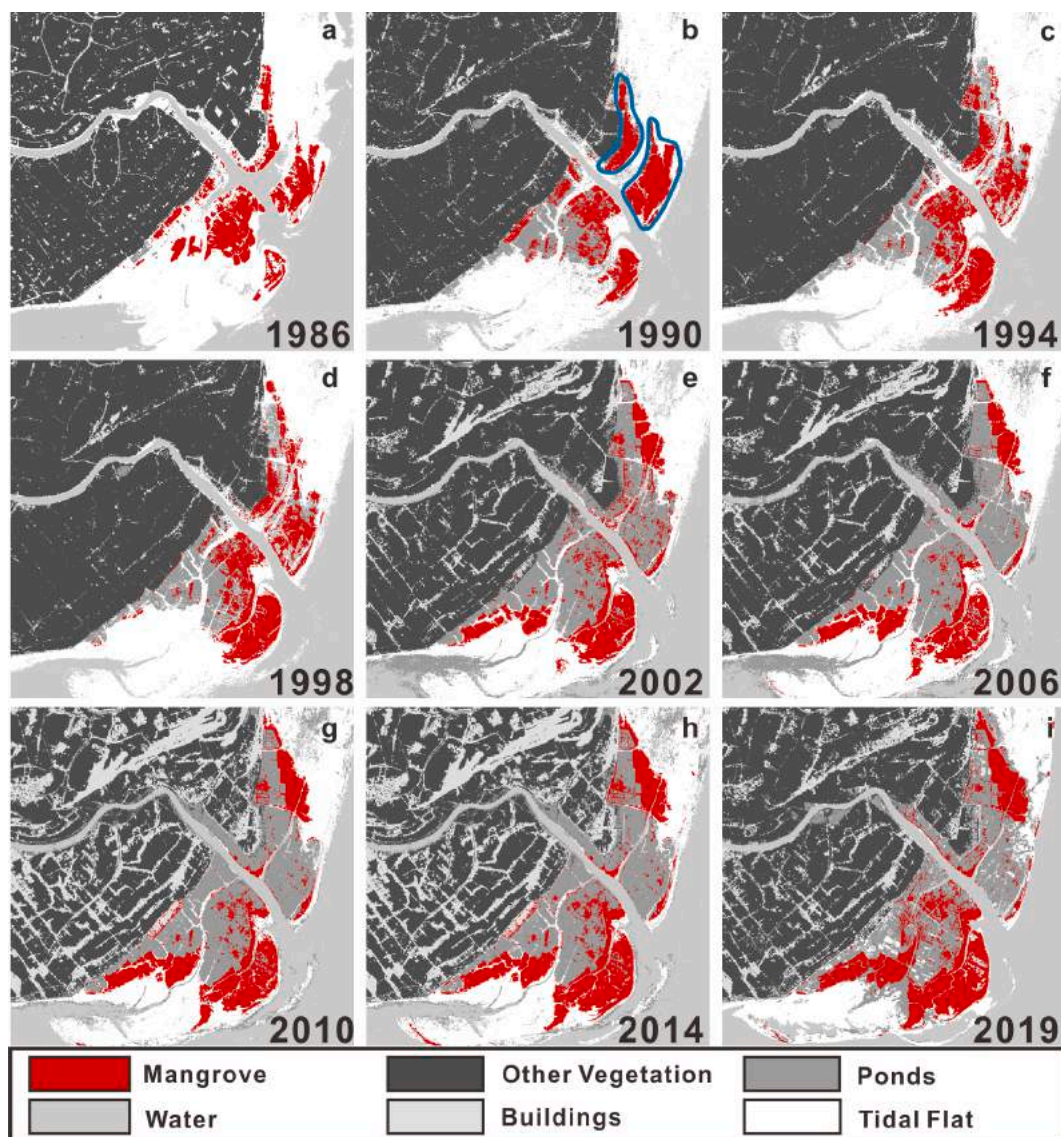 a
b
c
1986
1990
1994
d
e
f
1998
2002
2006
g
h
i
2010
2014
2019
Mangrove
Other Vegetation
Ponds
Water
Buildings
Tidal Flat